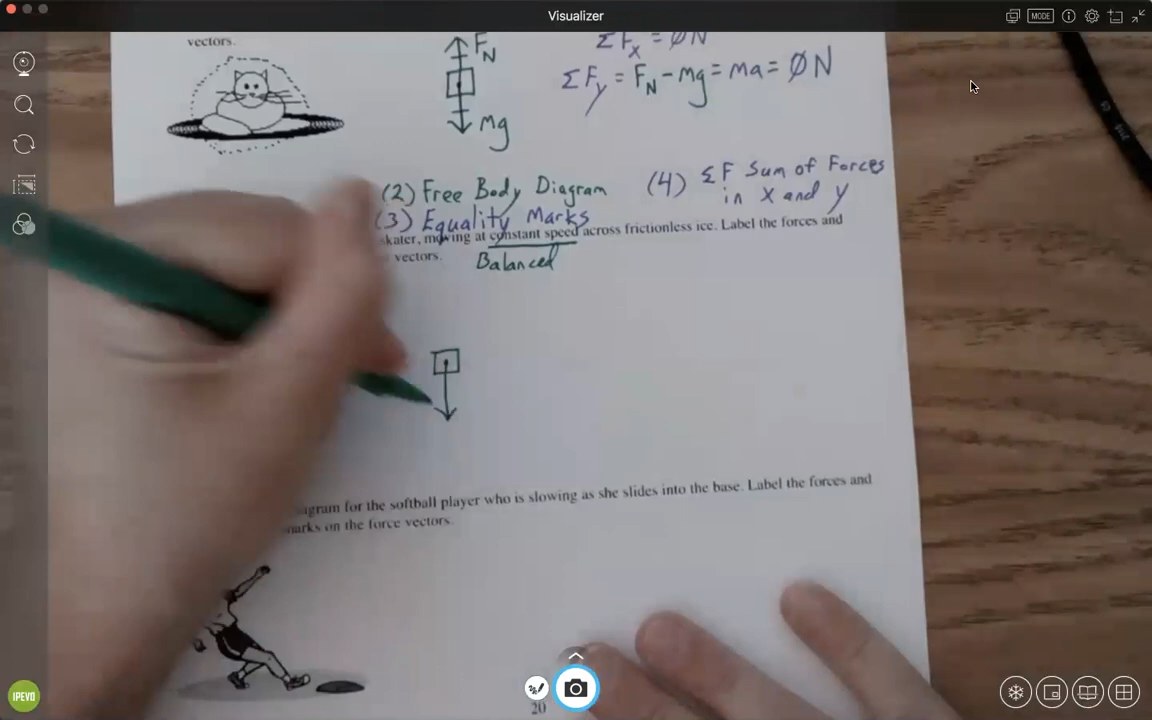 Visualizer
MODE
vectors.
F_N
ΣF_x = ØN
ΣF_y = F_N - mg = ma = ØN
mg
(2) Free Body Diagram
(4) ΣF Sum of Forces
in x and y
(3) Equality Marks
skater, moving at constant speed across frictionless ice. Label the forces and
vectors.
Balanced
agram for the softball player who is slowing as she slides into the base. Label the forces and
marks on the force vectors.
IPEVO
20